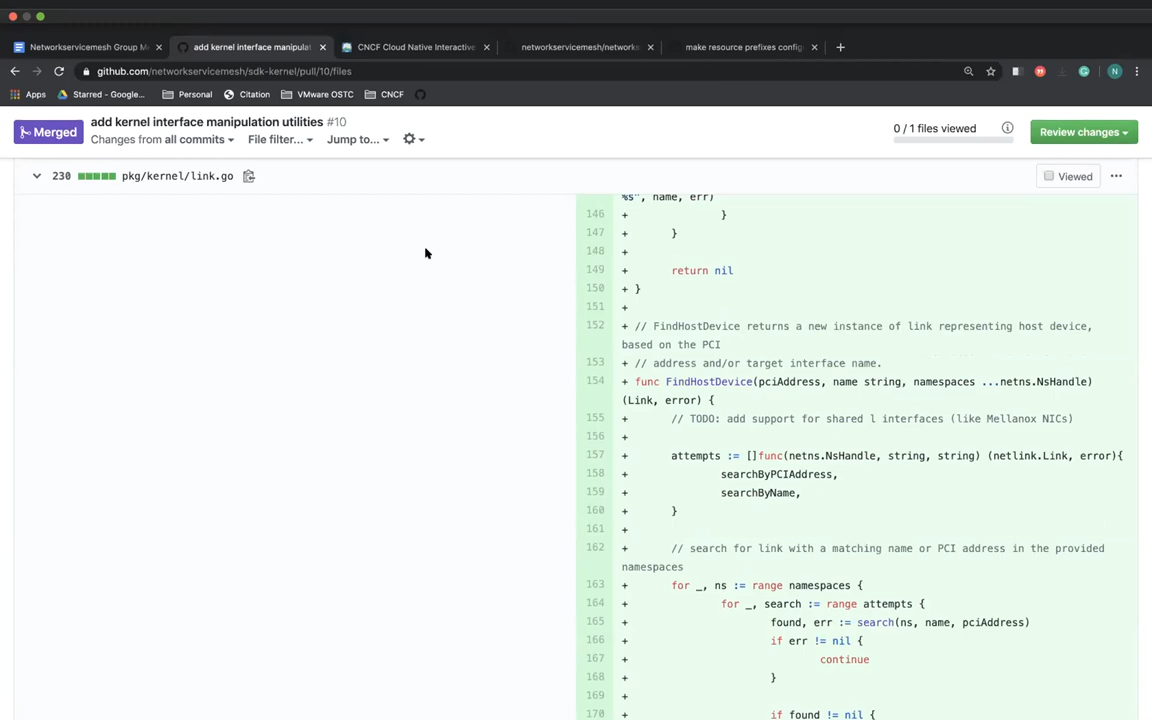 Networkservicemesh Group M
add kernel interface manipulat
CNCF Cloud Native Interactive
networkservicemesh/networks
make resource prefixes config
github.com/networkservicemesh/sdk-kernel/pull/10/files
N
Apps
Starred - Google...
Personal
Citation
VMware OSTC
CNCF
Merged
add kernel interface manipulation utilities #10
Changes from all commits
File filter...
Jump to...
0 / 1 files viewed
Review changes
230
pkg/kernel/link.go
Viewed
%s", name, err)
146 + }
147 + }
148 +
149 + return nil
150 + }
151 +
152 + // FindHostDevice returns a new instance of link representing host device,
based on the PCI
153 + // address and/or target interface name.
154 + func FindHostDevice(pciAddress, name string, namespaces ...netns.NsHandle)
(Link, error) {
155 + // TODO: add support for shared l interfaces (like Mellanox NICs)
156 +
157 + attempts := []func(netns.NsHandle, string, string) (netlink.Link, error){
158 + searchByPCIAddress,
159 + searchByName,
160 + }
161 +
162 + // search for link with a matching name or PCI address in the provided
namespaces
163 + for _, ns := range namespaces {
164 + for _, search := range attempts {
165 + found, err := search(ns, name, pciAddress)
166 + if err != nil {
167 + continue
168 + }
169 +
170 + if found != nil {